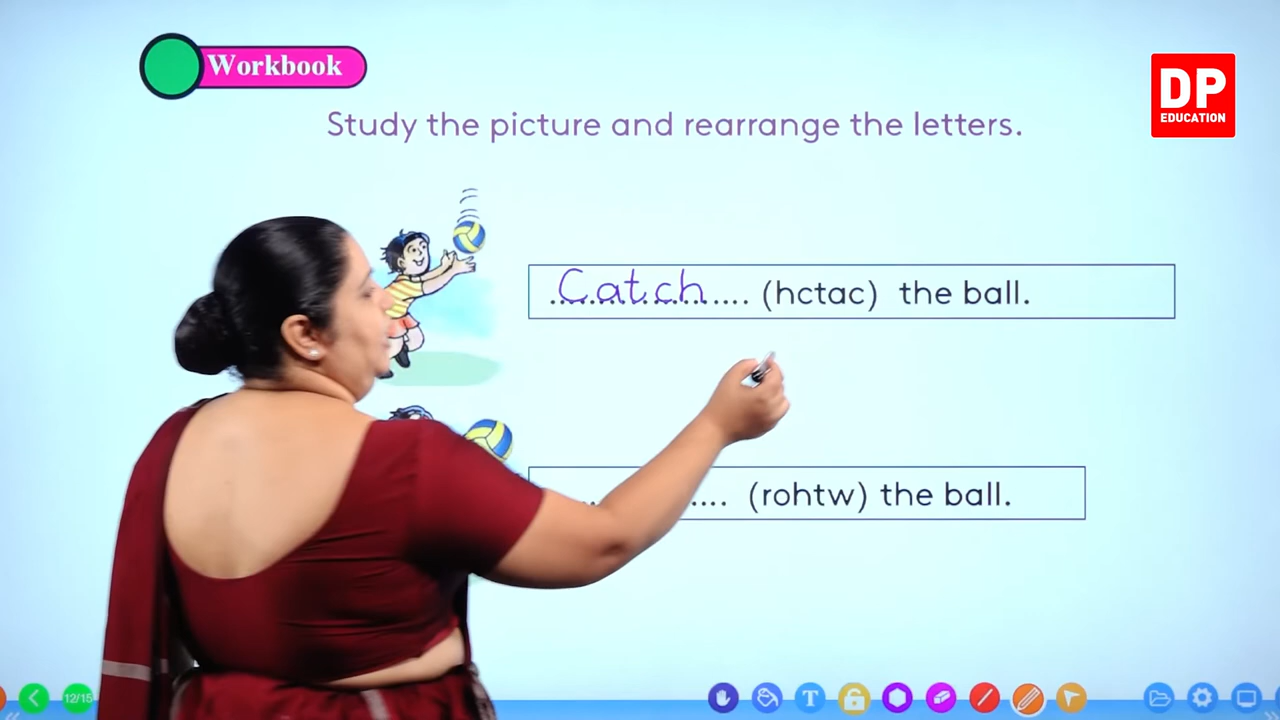 Workbook
DP
EDUCATION
Study the picture and rearrange the letters.
Catch (hctac) the ball.
.... (rohtw) the ball.
12/15
T